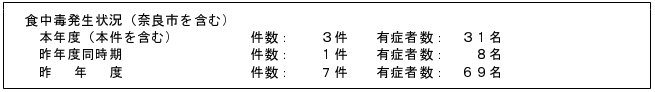 食中毒発生状況（奈良市を含む）
本年度（本件を含む） 件数： ３件 有症者数： ３１名
昨年度同時期 件数： １件 有症者数： ８名
昨　年　度 件数： ７件 有症者数： ６９名